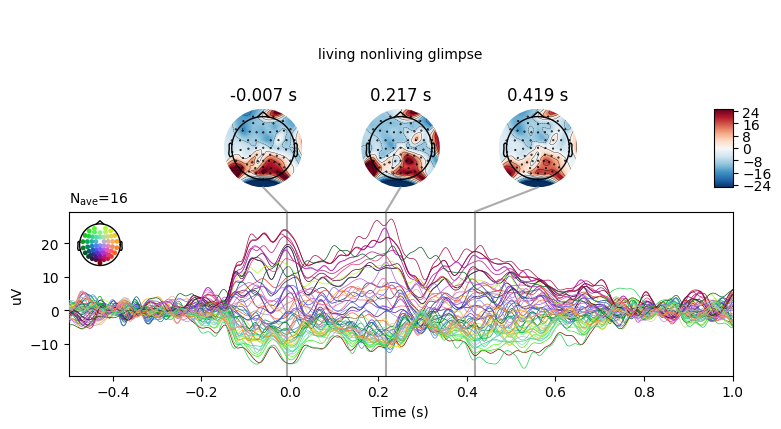 living nonliving glimpse
-0.007 s 0.217 s 0.419 s
24
16
8
0
−8
−16
−24
Nave=16
20
10
0
−10
uV
−0.4 −0.2 0.0 0.2 0.4 0.6 0.8 1.0
Time (s)